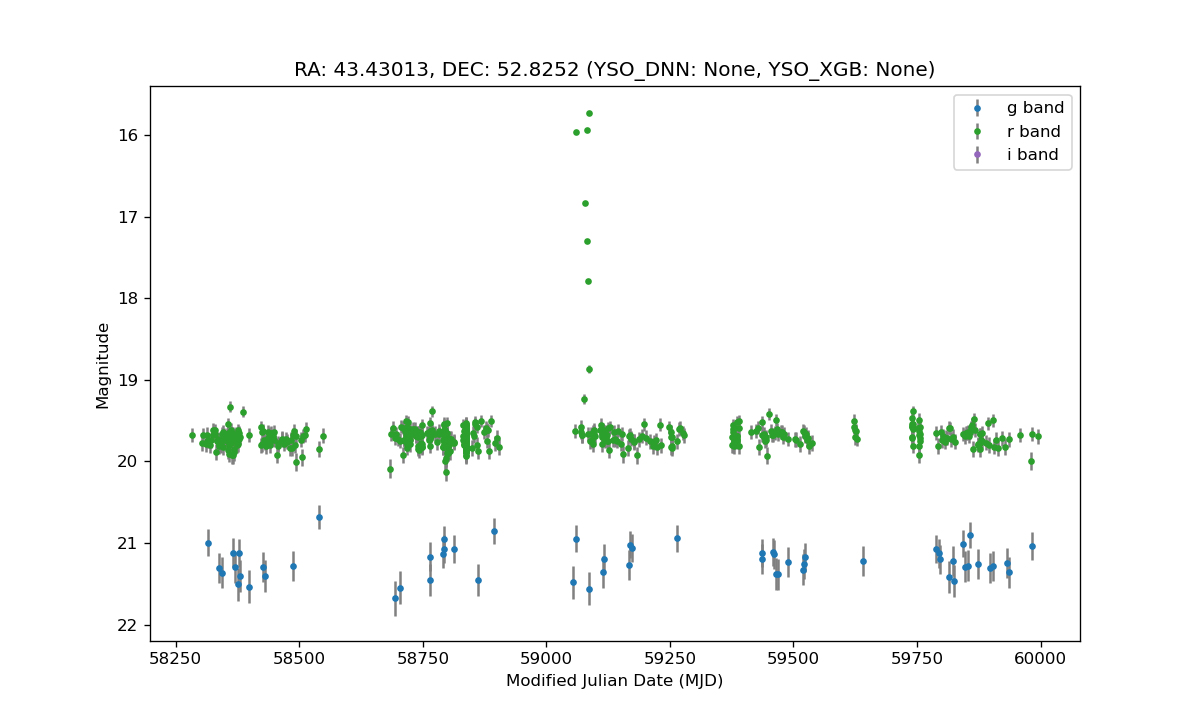 RA: 43.43013, DEC: 52.8252 (YSO_DNN: None, YSO_XGB: None)
g band
r band
i band
16
17
18
19
20
21
22
Magnitude
58250 58500 58750 59000 59250 59500 59750 60000
Modified Julian Date (MJD)